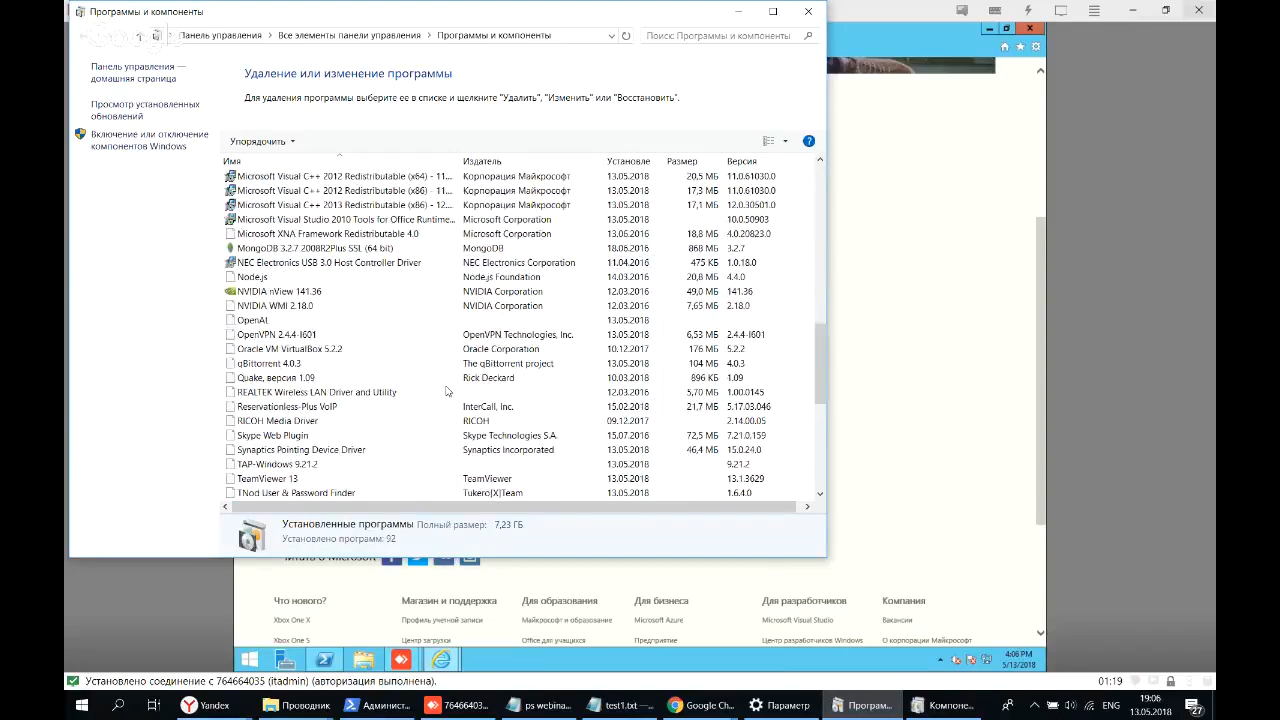 Программы и компоненты
Панель управления > Все элементы панели управления > Программы и компоненты
Поиск: Программы и компоненты
Панель управления —
домашняя страница
Просмотр установленных
обновлений
Включение или отключение
компонентов Windows
Удаление или изменение программы
Для удаления программы выберите ее в списке и щелкните "Удалить", "Изменить" или "Восстановить".
Упорядочить
Имя Издатель Установле Размер Версия
Microsoft Visual C++ 2012 Redistributable (x64) - 11.... Корпорация Майкрософт 13.05.2018 20,5 МБ 11.0.61030.0
Microsoft Visual C++ 2012 Redistributable (x86) - 11.... Корпорация Майкрософт 13.05.2018 17,3 МБ 11.0.61030.0
Microsoft Visual C++ 2013 Redistributable (x86) - 12.... Корпорация Майкрософт 13.05.2018 17,1 МБ 12.0.30501.0
Microsoft Visual Studio 2010 Tools for Office Runtime... Microsoft Corporation 13.05.2018 10.0.50903
Microsoft XNA Framework Redistributable 4.0 Microsoft Corporation 13.06.2016 18,8 МБ 4.0.20823.0
MongoDB 3.2.7 2008R2Plus SSL (64 bit) MongoDB 18.06.2016 868 МБ 3.2.7
NEC Electronics USB 3.0 Host Controller Driver NEC Electronics Corporation 11.04.2016 475 КБ 1.0.18.0
Node.js Node.js Foundation 14.03.2016 20,8 МБ 4.4.0
NVIDIA nView 141.36 NVIDIA Corporation 12.03.2016 49,0 МБ 141.36
NVIDIA WMI 2.18.0 NVIDIA Corporation 12.03.2016 7,65 МБ 2.18.0
OpenAL 13.05.2018
OpenVPN 2.4.4-I601 OpenVPN Technologies, Inc. 13.05.2018 6,53 МБ 2.4.4-I601
Oracle VM VirtualBox 5.2.2 Oracle Corporation 10.12.2017 176 МБ 5.2.2
qBittorrent 4.0.3 The qBittorrent project 13.05.2018 104 МБ 4.0.3
Quake, версия 1.09 Rick Deckard 10.03.2018 896 КБ 1.09
REALTEK Wireless LAN Driver and Utility 12.03.2016 5,70 МБ 1.00.0145
Reservationless-Plus VoIP InterCall, Inc. 15.02.2018 21,7 МБ 5.17.03.046
RICOH Media Driver RICOH 09.12.2017 2.14.00.05
Skype Web Plugin Skype Technologies S.A. 15.07.2016 72,5 МБ 7.21.0.159
Synaptics Pointing Device Driver Synaptics Incorporated 13.05.2018 46,4 МБ 15.0.24.0
TAP-Windows 9.21.2 13.05.2018 9.21.2
TeamViewer 13 TeamViewer 13.05.2018 13.1.3629
TNod User & Password Finder Tukero[X]Team 13.05.2018 1.6.4.0
Установленные программы Полный размер: 7,23 ГБ
Установлено программ: 92
Читать о Microsoft
Что нового? Магазин и поддержка Для образования Для бизнеса Для разработчиков Компания
Xbox One X Профиль учетной записи Майкрософт и образование Microsoft Azure Microsoft Visual Studio Вакансии
Xbox One S Центр загрузки Office для учащихся Предприятие Центр разработчиков Windows О корпорации Майкрософт
4:06 PM
5/13/2018
Установлено соединение с 764664035 (itadmin) (авторизация выполнена). 01:19
Yandex Проводник Админист... 76466403... ps webina... test1.txt —... Google Ch... Параметр Програм... Компоне... ENG 19:06
13.05.2018
27